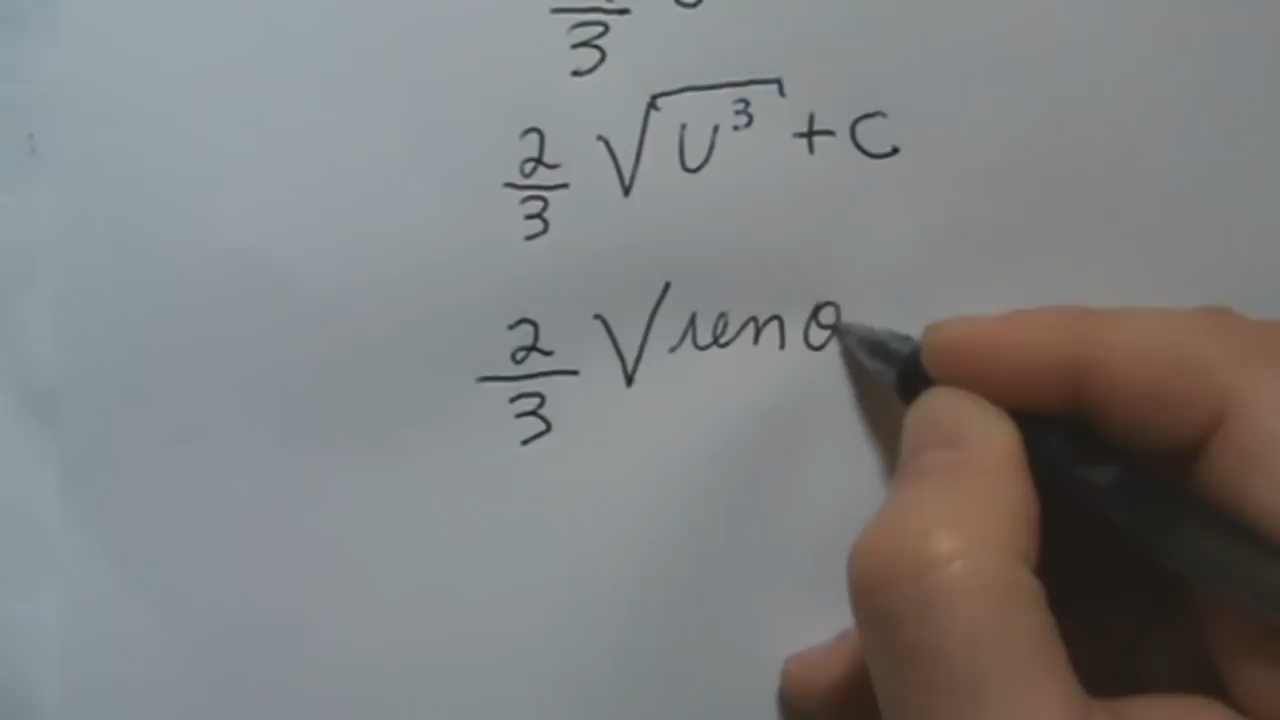 3
2/3 √U³ + C
2/3 √sen θ